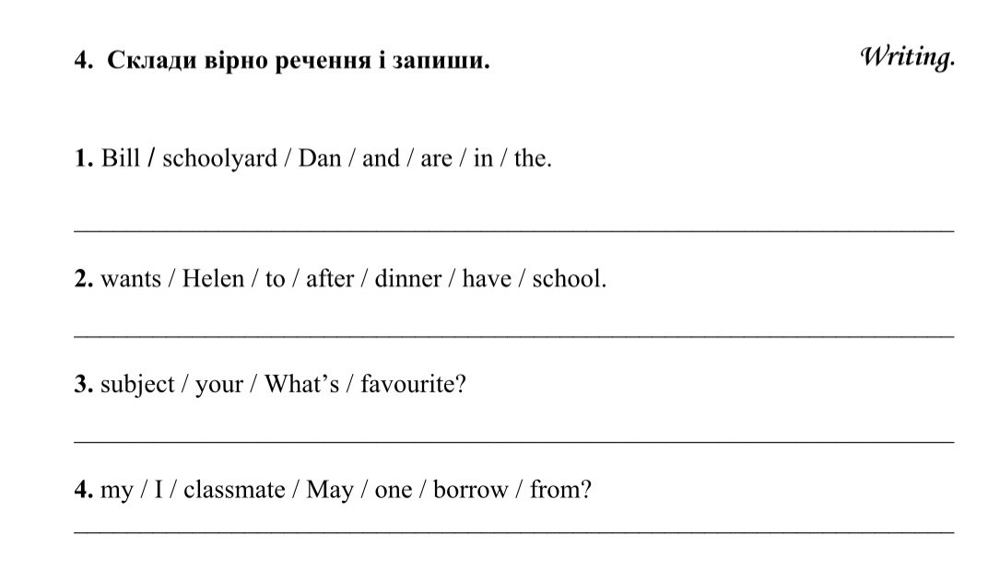 4. Склади вірно речення і запиши.
Writing.
1. Bill / schoolyard / Dan / and / are / in / the.
2. wants / Helen / to / after / dinner / have / school.
3. subject / your / What’s / favourite?
4. my / I / classmate / May / one / borrow / from?